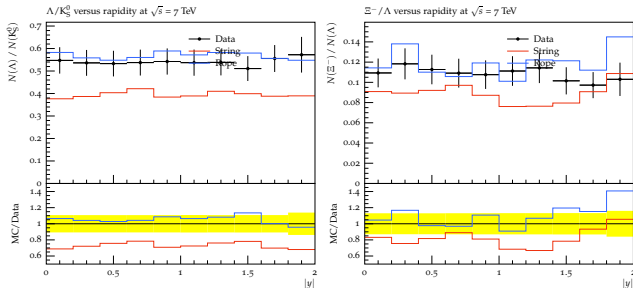 Λ/K⁰_S versus rapidity at √s = 7 TeV
N(Λ) / N(K⁰_S)
Data
String
Rope
0.7
0.6
0.5
0.4
0.3
0.2
0.1
0
MC/Data
1.4
1.2
1
0.8
0.6
0
0.5
1
1.5
2
|y|
Ξ⁻/Λ versus rapidity at √s = 7 TeV
N(Ξ⁻) / N(Λ)
Data
String
Rope
0.14
0.12
0.1
0.08
0.06
0.04
0.02
0
MC/Data
1.4
1.2
1
0.8
0.6
0
0.5
1
1.5
2
|y|